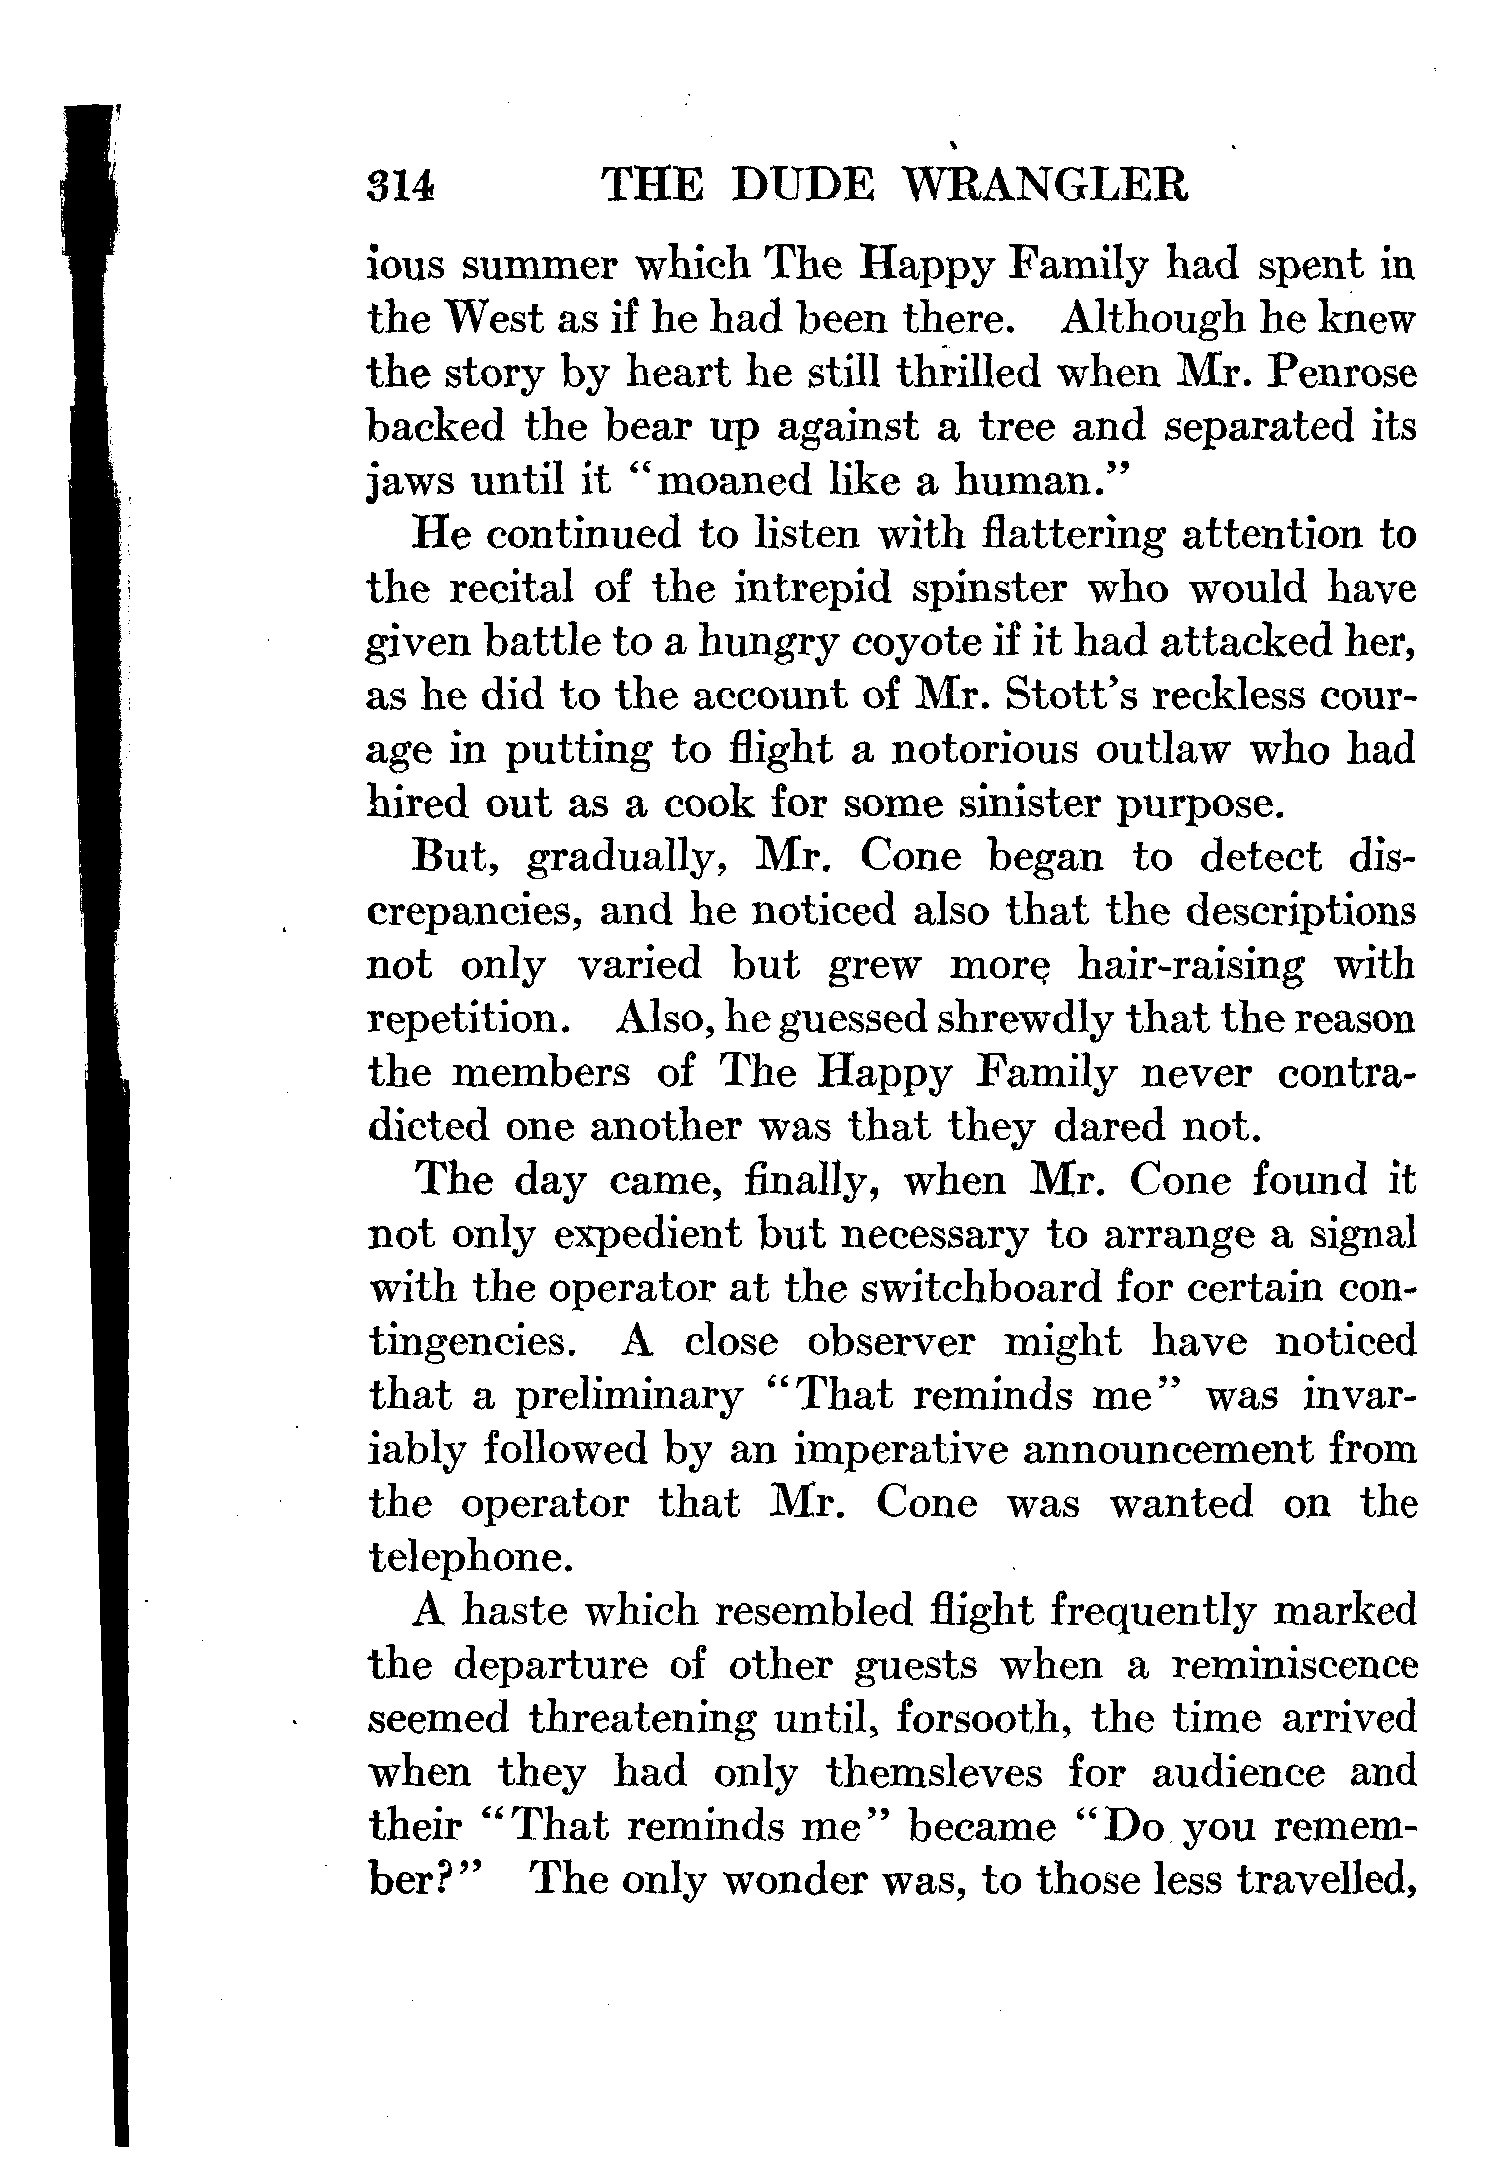 314 THE DUDE WRANGLER
ious summer which The Happy Family had spent in
the West as if he had been there. Although he knew
the story by heart he still thrilled when Mr. Penrose
backed the bear up against a tree and separated its
jaws until it "moaned like a human."
He continued to listen with flattering attention to
the recital of the intrepid spinster who would have
given battle to a hungry coyote if it had attacked her,
as he did to the account of Mr. Stott's reckless cour-
age in putting to flight a notorious outlaw who had
hired out as a cook for some sinister purpose.
But, gradually, Mr. Cone began to detect dis-
crepancies, and he noticed also that the descriptions
not only varied but grew more hair-raising with
repetition. Also, he guessed shrewdly that the reason
the members of The Happy Family never contra-
dicted one another was that they dared not.
The day came, finally, when Mr. Cone found it
not only expedient but necessary to arrange a signal
with the operator at the switchboard for certain con-
tingencies. A close observer might have noticed
that a preliminary "That reminds me" was invar-
iably followed by an imperative announcement from
the operator that Mr. Cone was wanted on the
telephone.
A haste which resembled flight frequently marked
the departure of other guests when a reminiscence
seemed threatening until, forsooth, the time arrived
when they had only themsleves for audience and
their "That reminds me" became "Do you remem-
ber?" The only wonder was, to those less travelled,